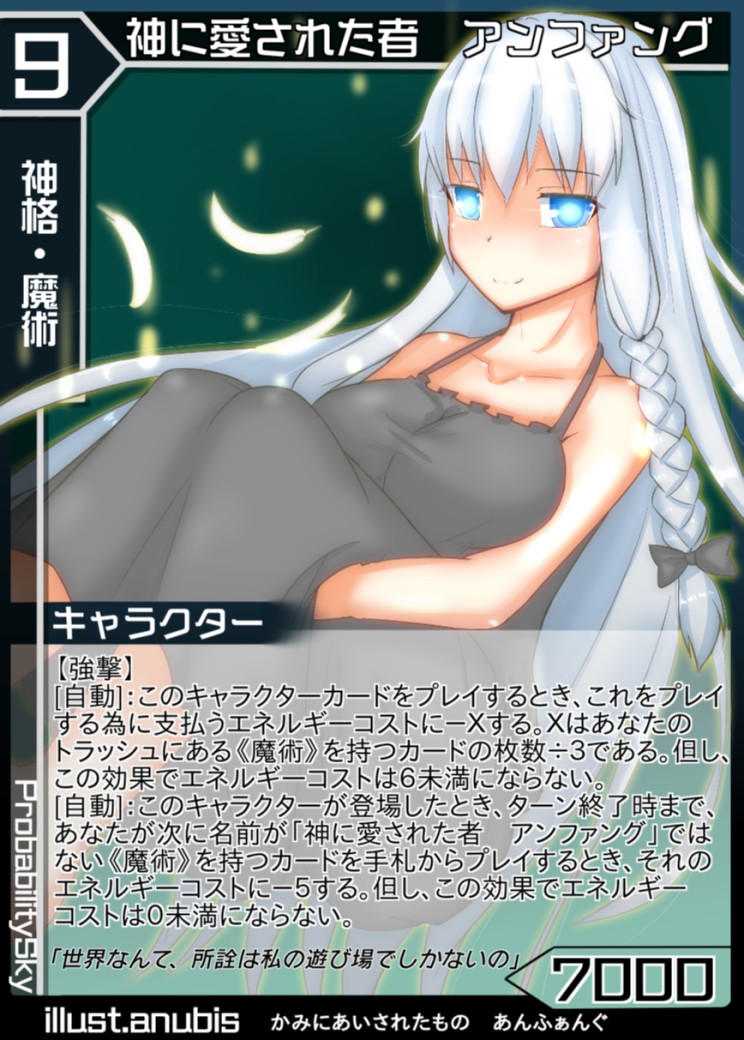 9
神に愛された者　アンファング
神格・魔術
キャラクター
【強撃】
[自動]:このキャラクターカードをプレイするとき、これをプレイ
する為に支払うエネルギーコストに－Xする。Xはあなたの
トラッシュにある《魔術》を持つカードの枚数÷3である。但し、
この効果でエネルギーコストは6未満にならない。
[自動]:このキャラクターが登場したとき、ターン終了時まで、
あなたが次に名前が「神に愛された者　アンファング」では
ない《魔術》を持つカードを手札からプレイするとき、それの
エネルギーコストに－5する。但し、この効果でエネルギー
コストは0未満にならない。
「世界なんて、所詮は私の遊び場でしかないの」
7000
ProbabilitySky
illust.anubis
かみにあいされたもの　あんふぁんぐ